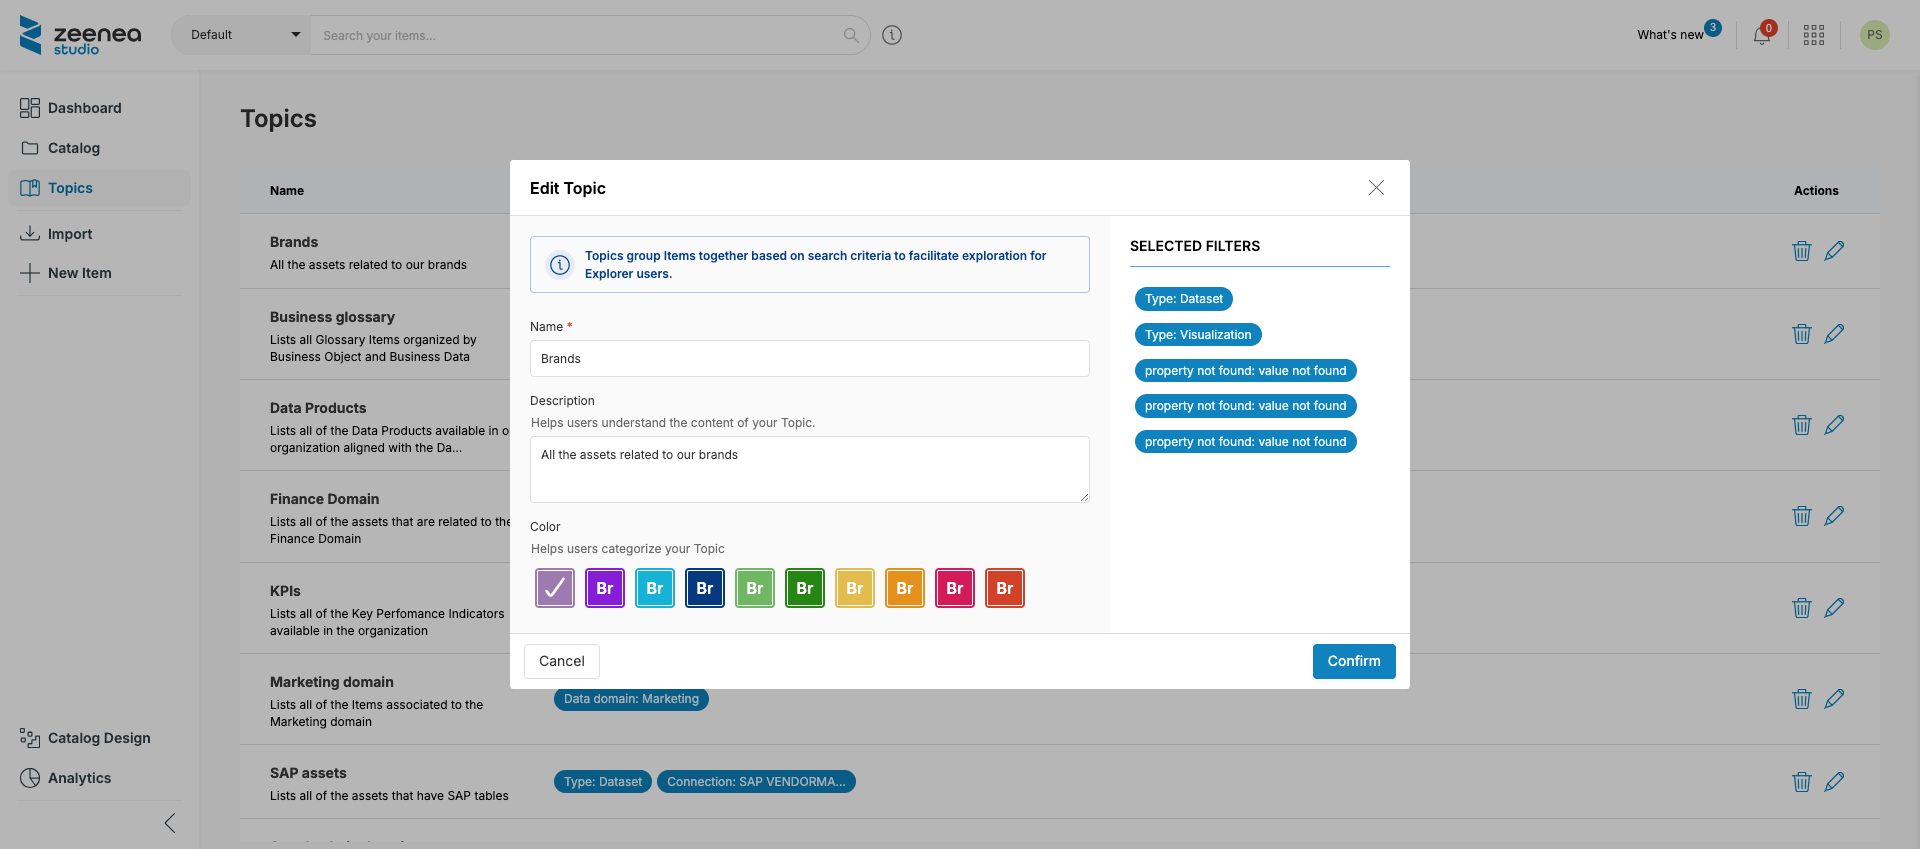 zeenea
studio
Default
Search your items...
What's new
3
0
PS
Dashboard
Catalog
Topics
Import
New Item
Catalog Design
Analytics
Topics
Name
Actions
Brands
All the assets related to our brands
Business glossary
Lists all Glossary Items organized by
Business Object and Business Data
Data Products
Lists all of the Data Products available in o
organization aligned with the Da...
Finance Domain
Lists all of the assets that are related to the
Finance Domain
KPIs
Lists all of the Key Perfomance Indicators
available in the organization
Marketing domain
Lists all of the Items associated to the
Marketing domain
Data domain: Marketing
SAP assets
Lists all of the assets that have SAP tables
Type: Dataset
Connection: SAP VENDORMA...
Edit Topic
Topics group Items together based on search criteria to facilitate exploration for
Explorer users.
Name *
Brands
Description
Helps users understand the content of your Topic.
All the assets related to our brands
Color
Helps users categorize your Topic
Br Br Br Br Br Br Br Br Br
SELECTED FILTERS
Type: Dataset
Type: Visualization
property not found: value not found
property not found: value not found
property not found: value not found
Cancel
Confirm